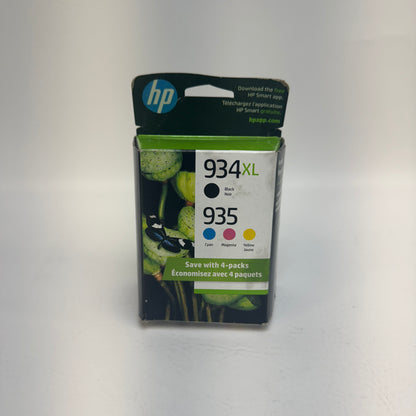 hp
Download the free
HP Smart app.
Téléchargez l'application
HP Smart gratuite.
hpapp.com
934XL
Black
Noir
935
Cyan
Magenta
Yellow
Jaune
Save with 4-packs
Économisez avec 4 paquets